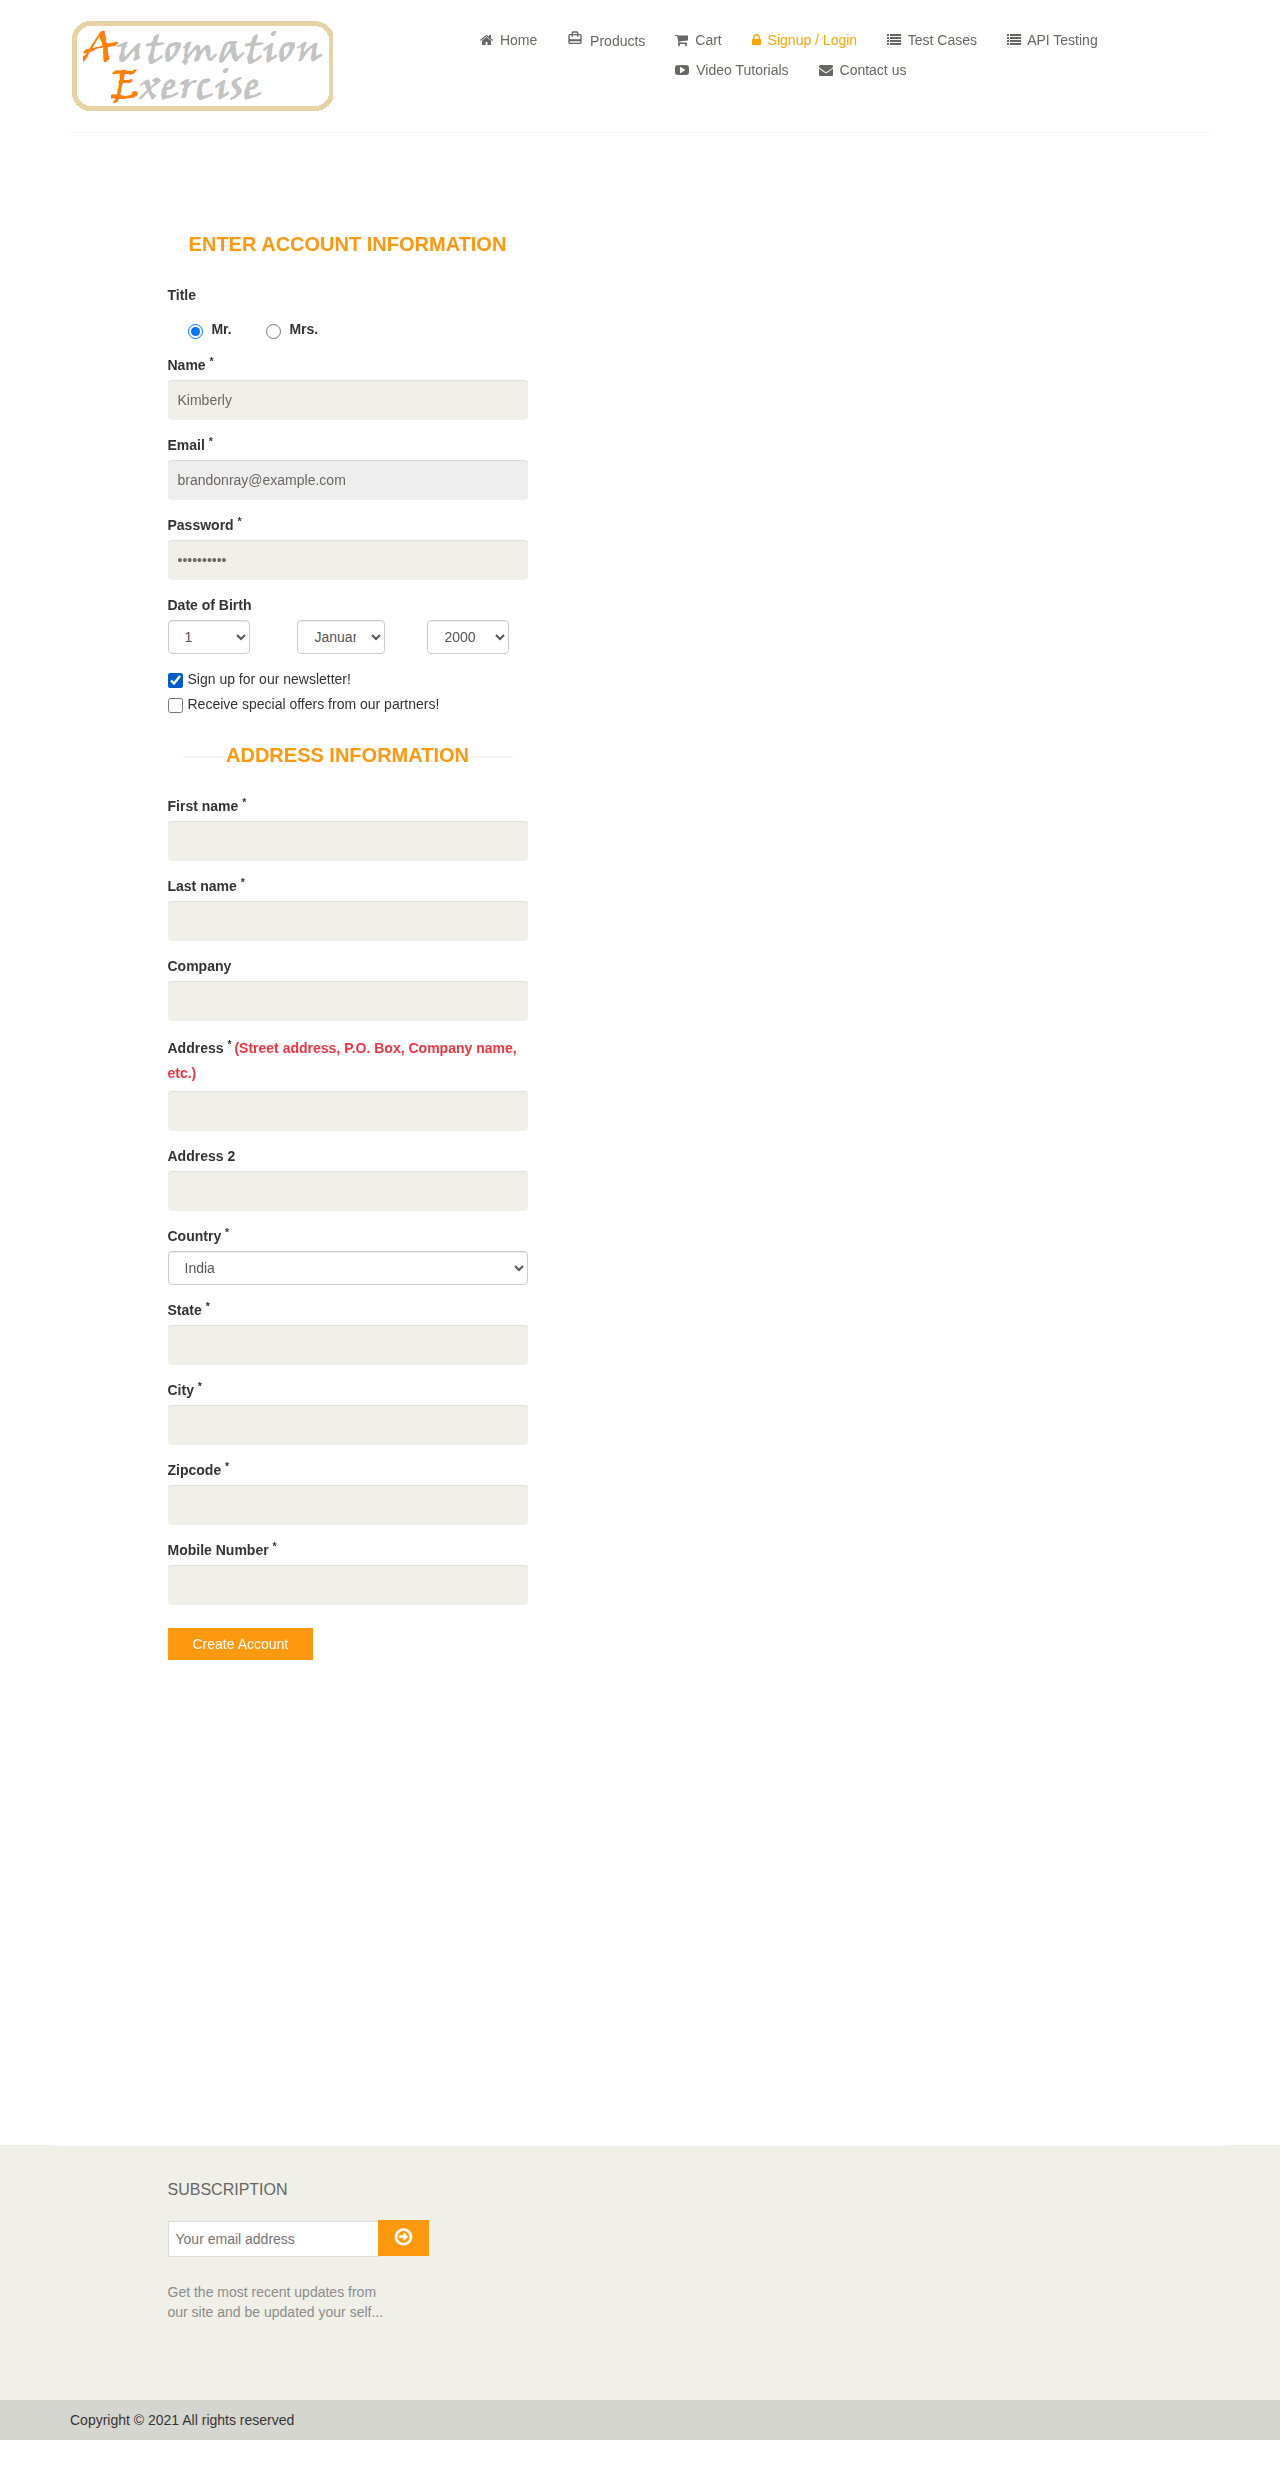 Automation
Exercise
Home Products Cart Signup / Login Test Cases API Testing
Video Tutorials Contact us
ENTER ACCOUNT INFORMATION
Title
Mr. Mrs.
Name *
Kimberly
Email *
brandonray@example.com
Password *
••••••••••
Date of Birth
1 Januar 2000
Sign up for our newsletter!
Receive special offers from our partners!
ADDRESS INFORMATION
First name *
Last name *
Company
Address * (Street address, P.O. Box, Company name,
etc.)
Address 2
Country *
India
State *
City *
Zipcode *
Mobile Number *
Create Account
SUBSCRIPTION
Your email address
Get the most recent updates from
our site and be updated your self...
Copyright © 2021 All rights reserved